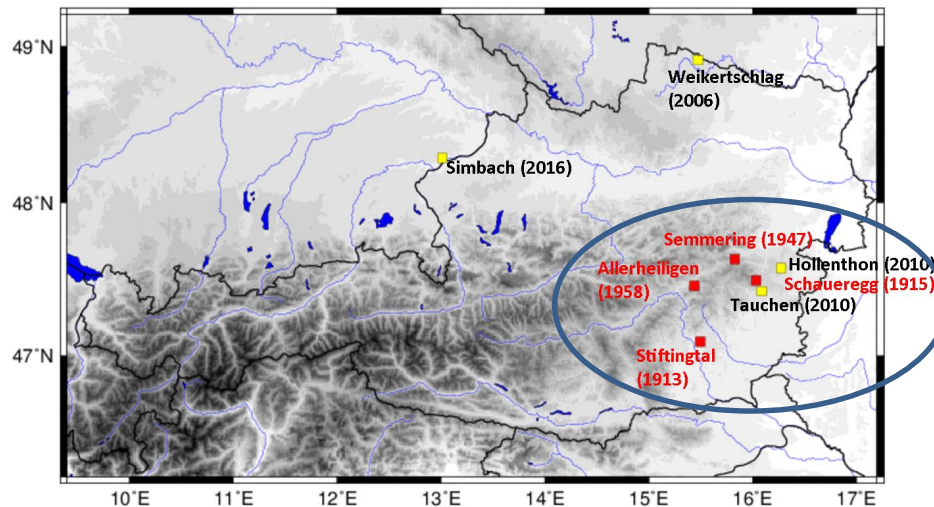 49°N
Weikertschlag
(2006)
Simbach (2016)
48°N
Semmering (1947)
Hollenthon (2010)
Allerheiligen
(1958)
Schaueregg (1915)
Tauchen (2010)
47°N
Stiftingtal
(1913)
10°E 11°E 12°E 13°E 14°E 15°E 16°E 17°E